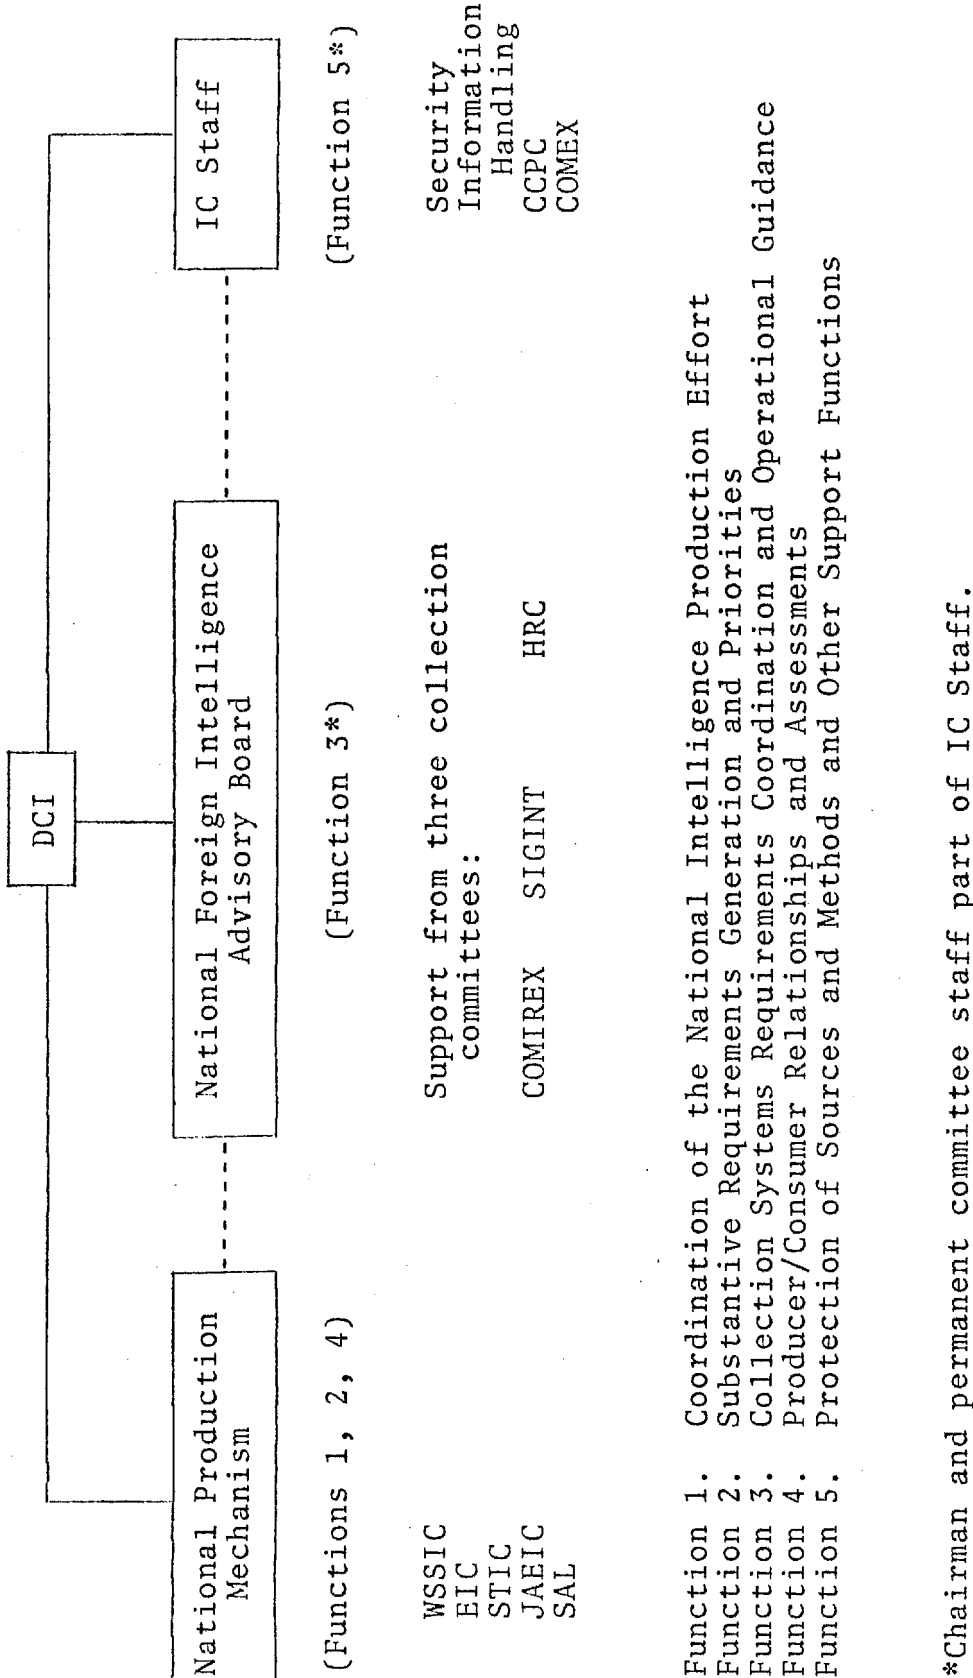 DCI
National Production
Mechanism
National Foreign Intelligence
Advisory Board
IC Staff
(Functions 1, 2, 4)
(Function 3*)
(Function 5*)
WSSIC
EIC
STIC
JAEIC
SAL
Support from three collection
committees:
COMIREX SIGINT HRC
Security
Information
Handling
CCPC
COMEX
Function 1. Coordination of the National Intelligence Production Effort
Function 2. Substantive Requirements Generation and Priorities
Function 3. Collection Systems Requirements Coordination and Operational Guidance
Function 4. Producer/Consumer Relationships and Assessments
Function 5. Protection of Sources and Methods and Other Support Functions
*Chairman and permanent committee staff part of IC Staff.